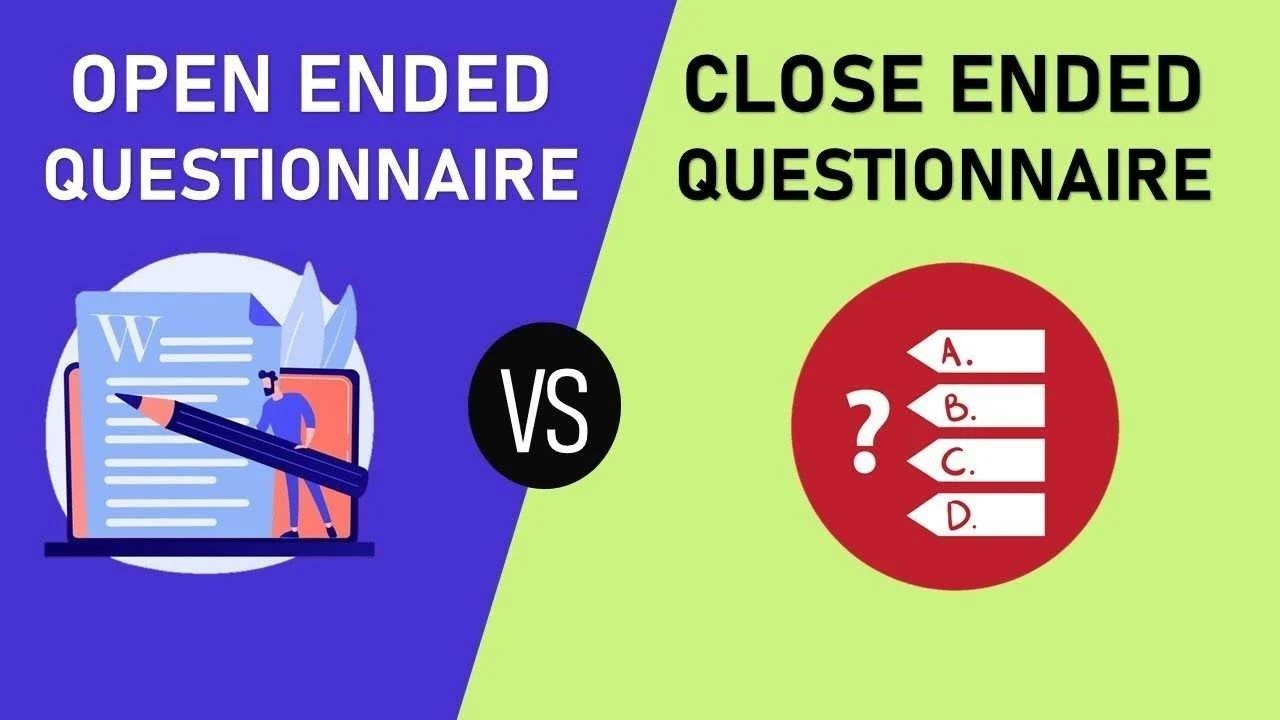 OPEN ENDED
QUESTIONNAIRE
CLOSE ENDED
QUESTIONNAIRE
W
VS
?
A.
B.
C.
D.